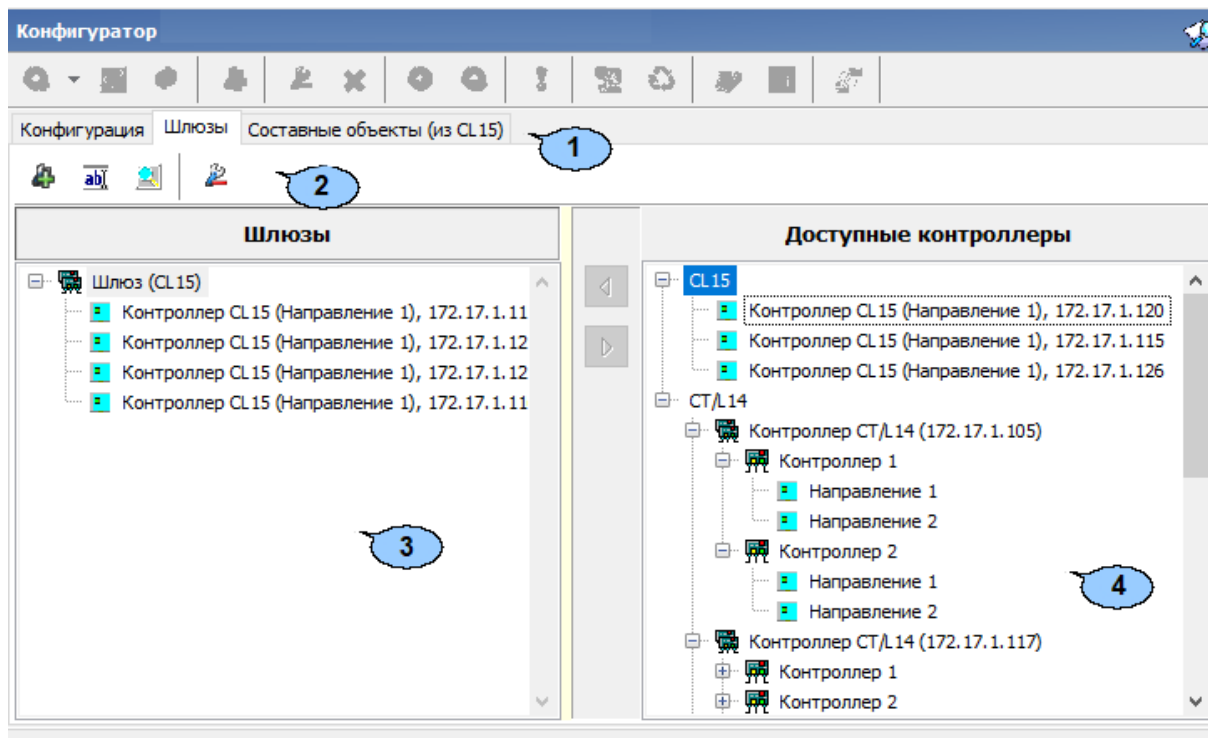 Конфигуратор
Конфигурация Шлюзы Составные объекты (из CL15)
1
ab
2
Шлюзы
Шлюз (CL15)
Контроллер CL15 (Направление 1), 172.17.1.11
Контроллер CL15 (Направление 1), 172.17.1.12
Контроллер CL15 (Направление 1), 172.17.1.12
Контроллер CL15 (Направление 1), 172.17.1.11
3
Доступные контроллеры
CL15
Контроллер CL15 (Направление 1), 172.17.1.120
Контроллер CL15 (Направление 1), 172.17.1.115
Контроллер CL15 (Направление 1), 172.17.1.126
CT/L14
Контроллер CT/L14 (172.17.1.105)
Контроллер 1
Направление 1
Направление 2
Контроллер 2
Направление 1
Направление 2
4
Контроллер CT/L14 (172.17.1.117)
Контроллер 1
Контроллер 2